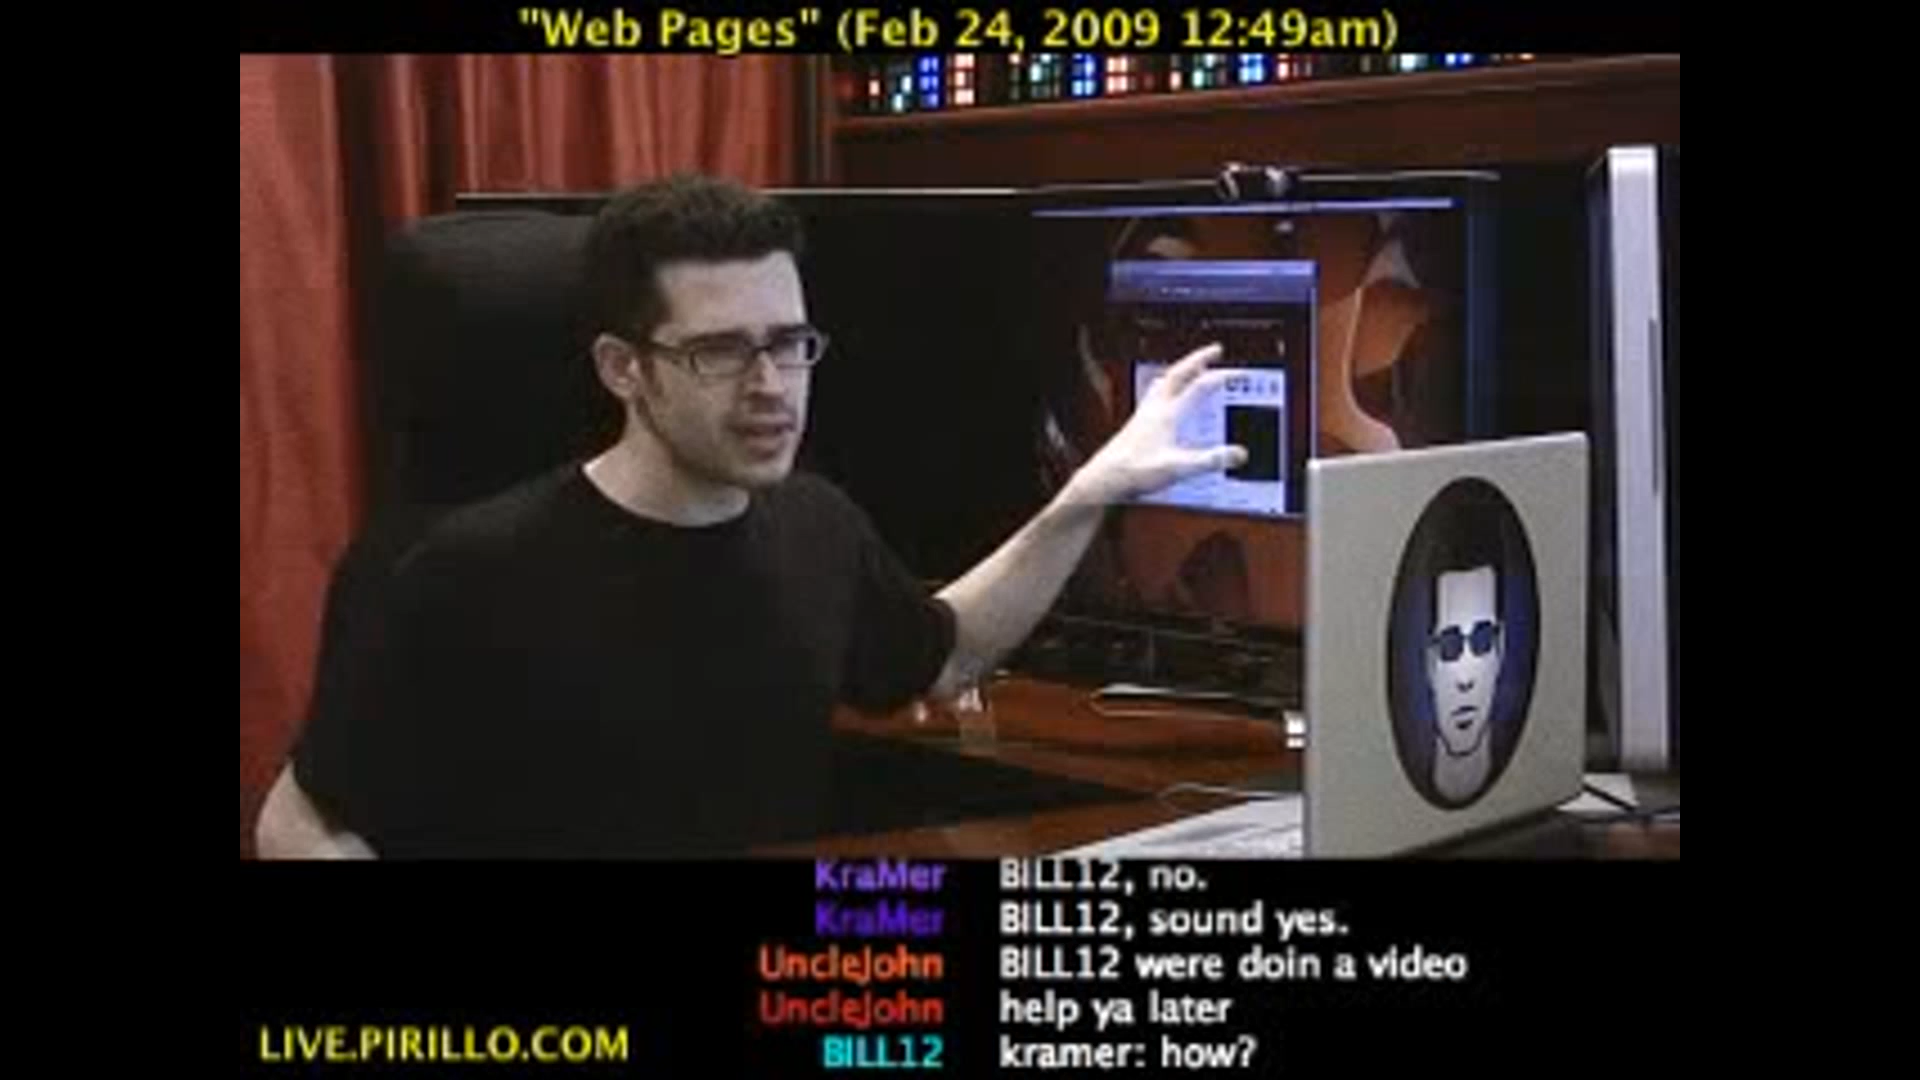 "Web Pages" (Feb 24, 2009 12:49am)
KraMer BILL12, no.
KraMer BILL12, sound yes.
UncleJohn BILL12 were doin a video
UncleJohn help ya later
BILL12 kramer: how?
LIVE.PIRILLO.COM